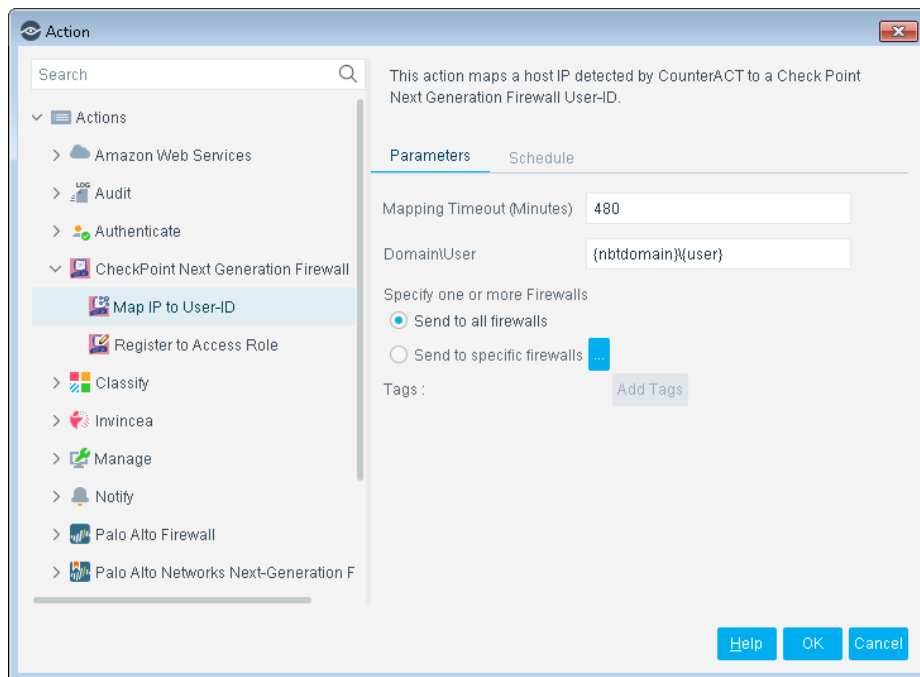 Action
Search
Actions
Amazon Web Services
LOG
Audit
Authenticate
CheckPoint Next Generation Firewall
Map IP to User-ID
Register to Access Role
Classify
Invincea
Manage
Notify
Palo Alto Firewall
Palo Alto Networks Next-Generation F
This action maps a host IP detected by CounterACT to a Check Point
Next Generation Firewall User-ID.
Parameters Schedule
Mapping Timeout (Minutes) 480
Domain\User {nbtdomain}\{user}
Specify one or more Firewalls
Send to all firewalls
Send to specific firewalls ...
Tags : Add Tags
Help OK Cancel